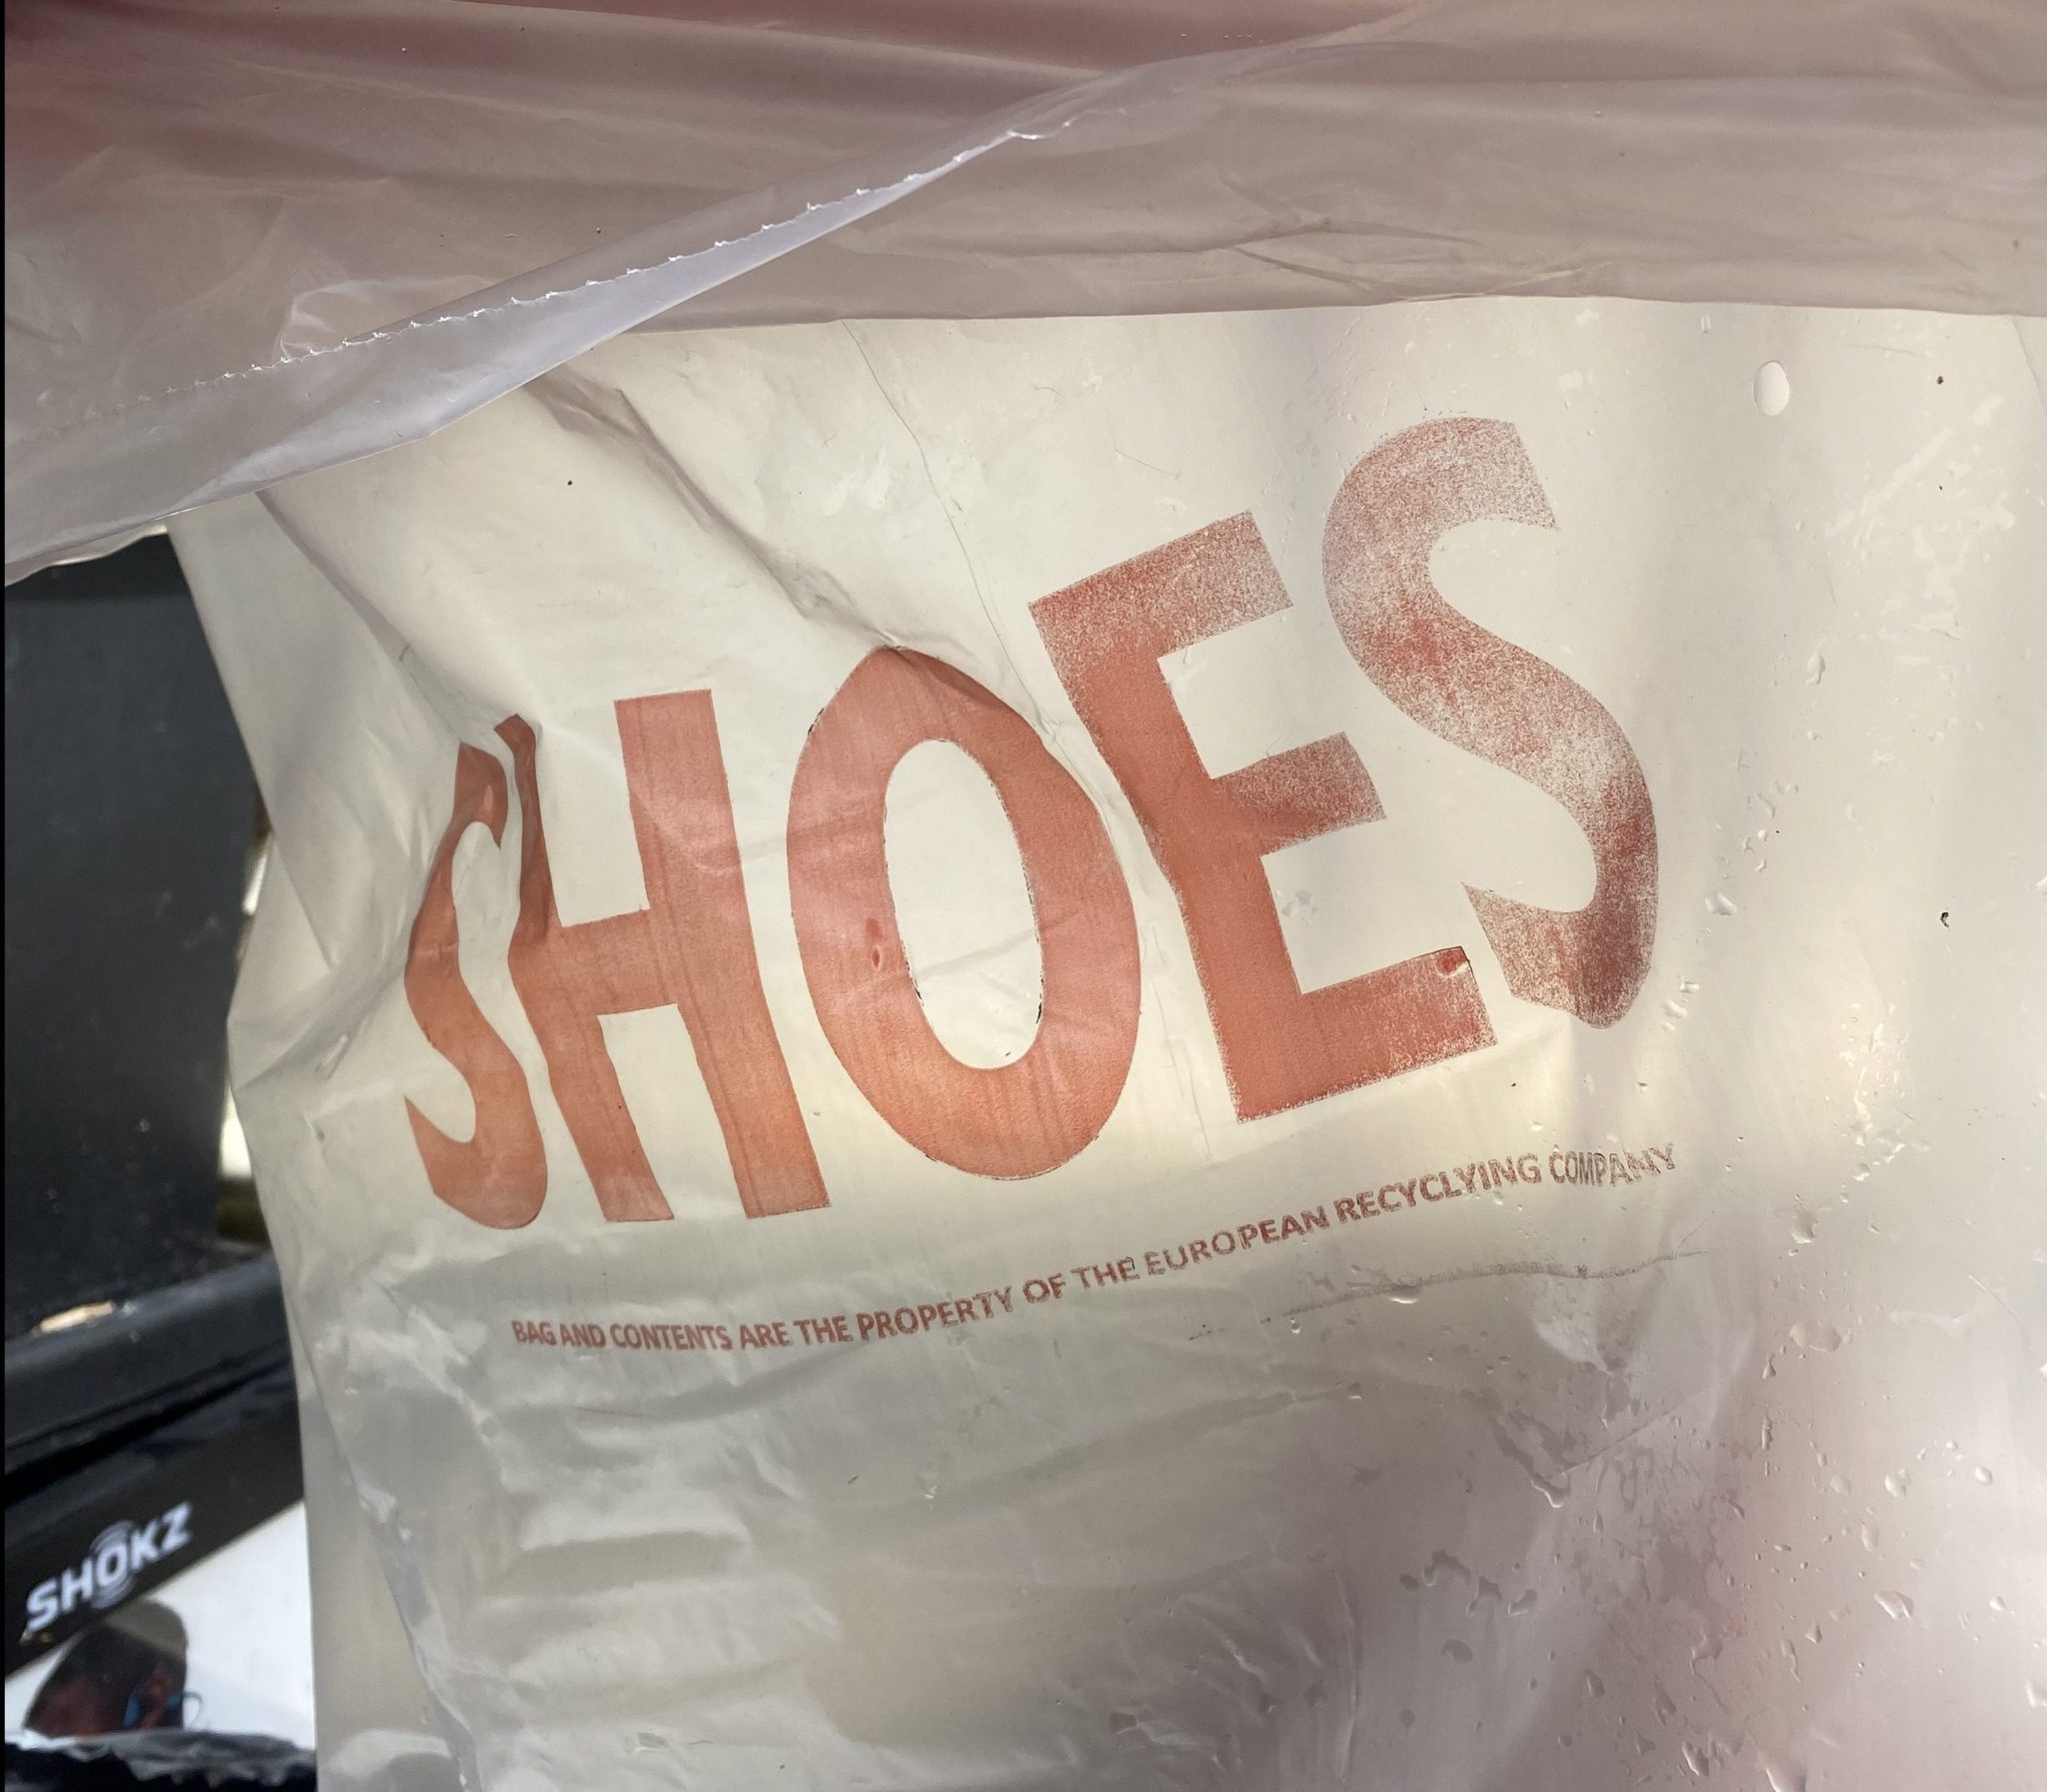 SHOES
BAG AND CONTENTS ARE THE PROPERTY OF THE EUROPEAN RECYCLYING COMPANY
SHOKZ